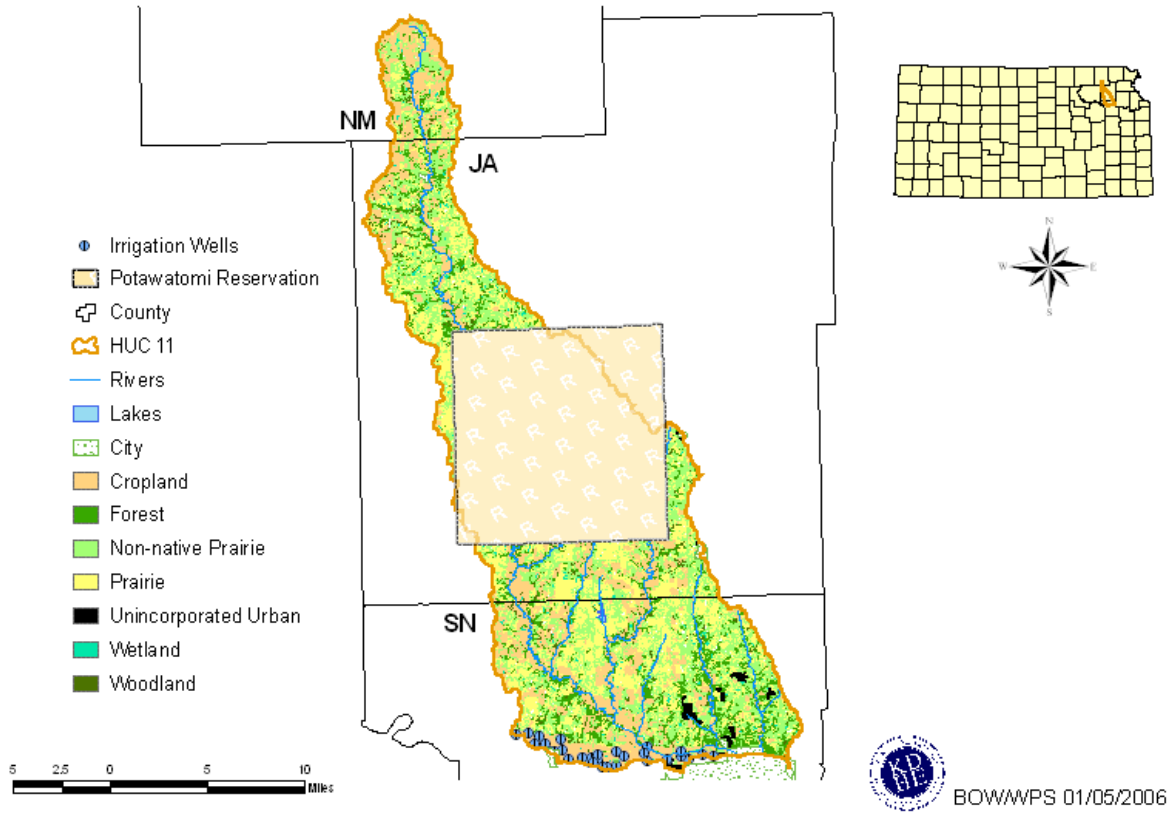 NM
JA
SN
Irrigation Wells
Potawatomi Reservation
County
HUC 11
Rivers
Lakes
City
Cropland
Forest
Non-native Prairie
Prairie
Unincorporated Urban
Wetland
Woodland
R R R R R R R R R R R R R R R R R R R R R R R R R R R R
N
W E
S
5 2.5 0 5 10
Miles
BOW/WPS 01/05/2006